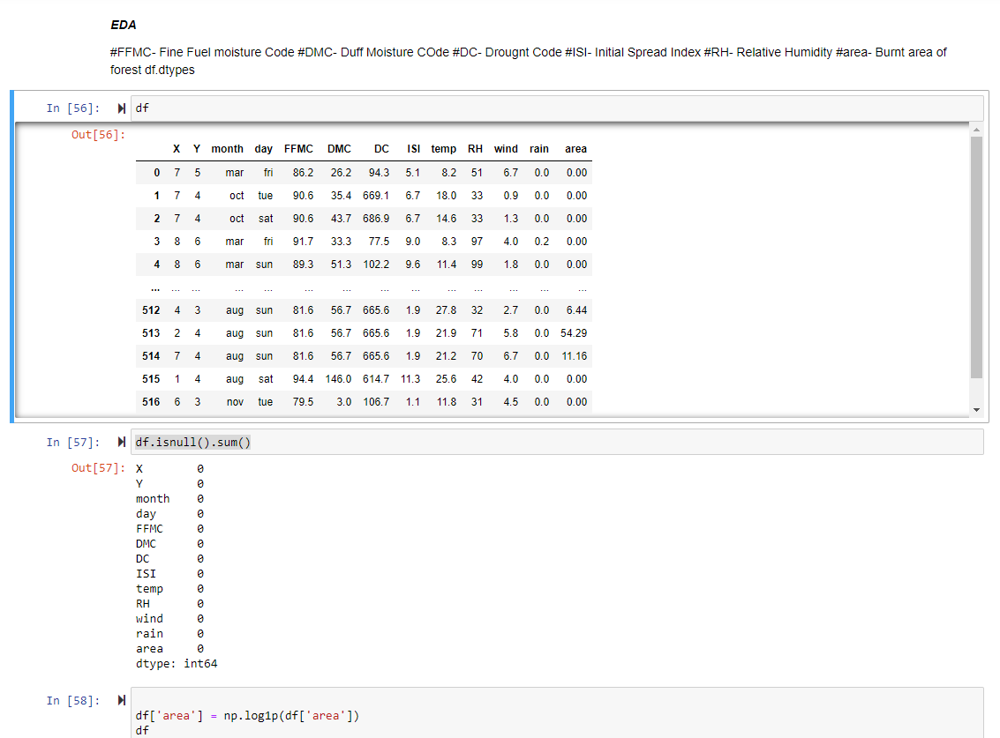 EDA
#FFMC- Fine Fuel moisture Code #DMC- Duff Moisture COde #DC- Drougnt Code #ISI- Initial Spread Index #RH- Relative Humidity #area- Burnt area of
forest df.dtypes
In [56]: df
Out[56]:
X Y month day FFMC DMC DC ISI temp RH wind rain area
0 7 5 mar fri 86.2 26.2 94.3 5.1 8.2 51 6.7 0.0 0.00
1 7 4 oct tue 90.6 35.4 669.1 6.7 18.0 33 0.9 0.0 0.00
2 7 4 oct sat 90.6 43.7 686.9 6.7 14.6 33 1.3 0.0 0.00
3 8 6 mar fri 91.7 33.3 77.5 9.0 8.3 97 4.0 0.2 0.00
4 8 6 mar sun 89.3 51.3 102.2 9.6 11.4 99 1.8 0.0 0.00
... ... ... ... ... ... ... ... ... ... ... ... ... ...
512 4 3 aug sun 81.6 56.7 665.6 1.9 27.8 32 2.7 0.0 6.44
513 2 4 aug sun 81.6 56.7 665.6 1.9 21.9 71 5.8 0.0 54.29
514 7 4 aug sun 81.6 56.7 665.6 1.9 21.2 70 6.7 0.0 11.16
515 1 4 aug sat 94.4 146.0 614.7 11.3 25.6 42 4.0 0.0 0.00
516 6 3 nov tue 79.5 3.0 106.7 1.1 11.8 31 4.5 0.0 0.00
In [57]: df.isnull().sum()
Out[57]: X 0
Y 0
month 0
day 0
FFMC 0
DMC 0
DC 0
ISI 0
temp 0
RH 0
wind 0
rain 0
area 0
dtype: int64
In [58]:
df['area'] = np.log1p(df['area'])
df